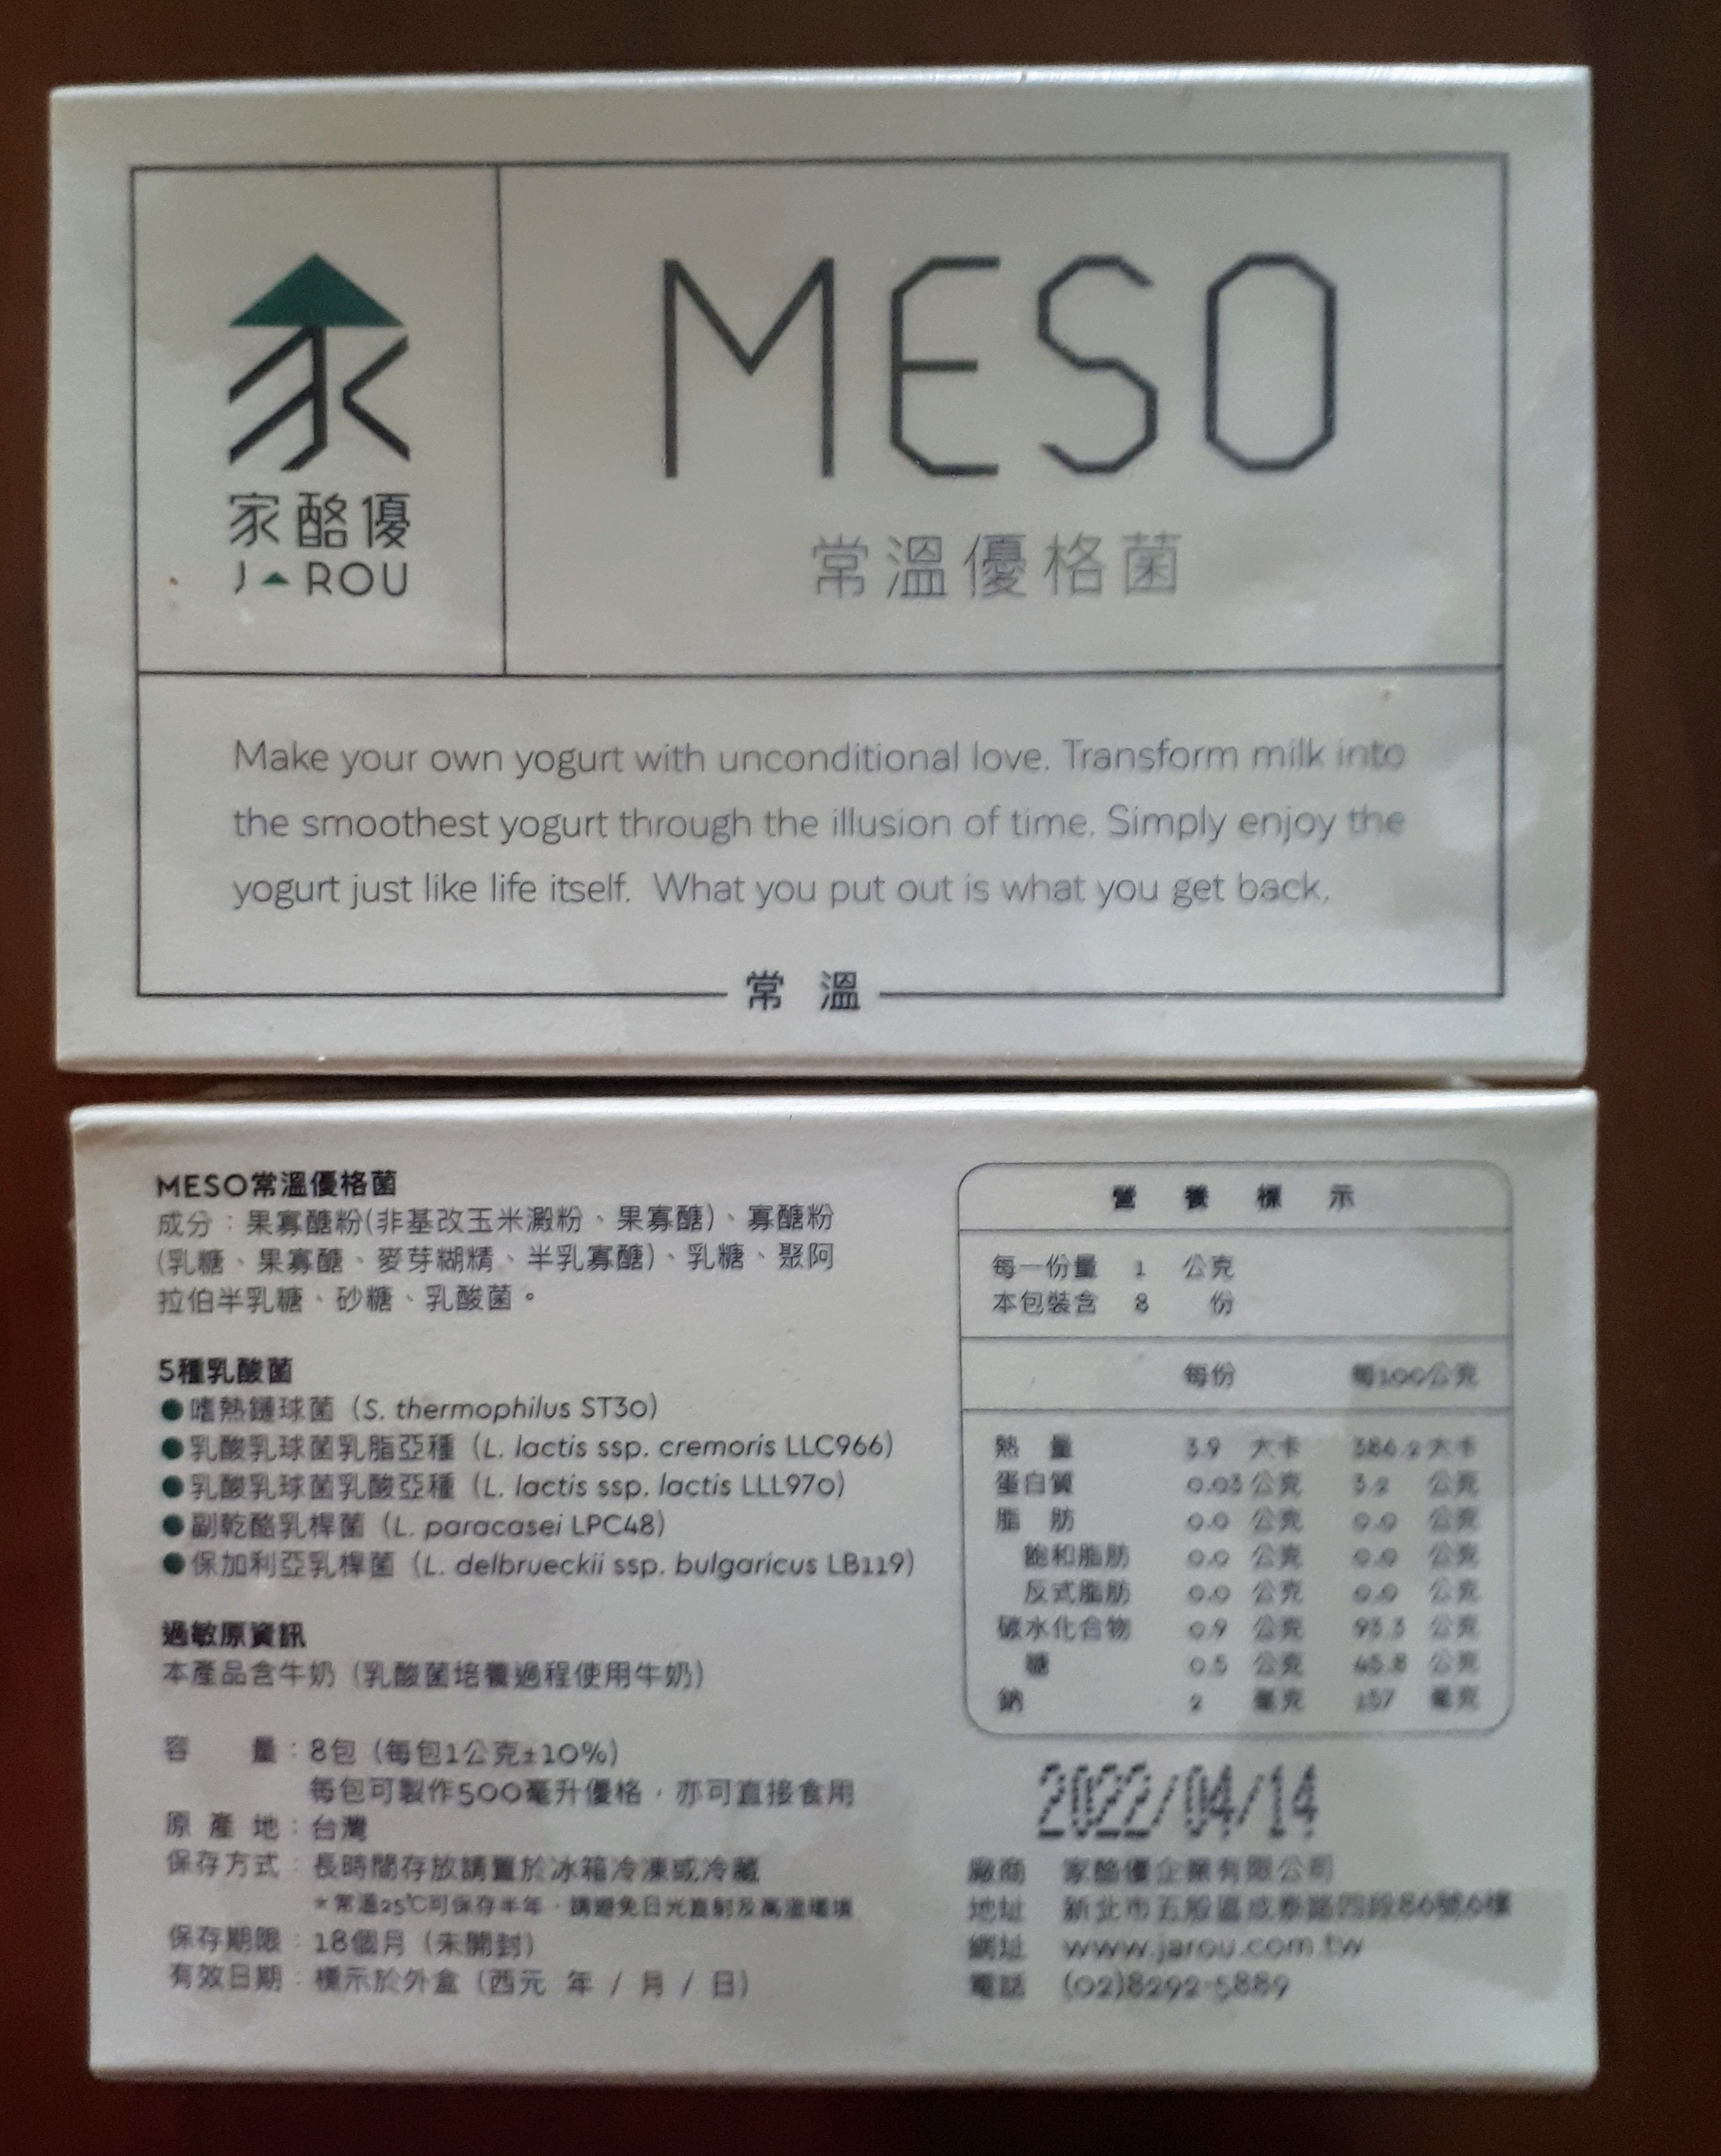 家酪優
J▲ROU
MESO
常溫優格菌
Make your own yogurt with unconditional love. Transform milk into
the smoothest yogurt through the illusion of time. Simply enjoy the
yogurt just like life itself. What you put out is what you get back.
常 溫
MESO常溫優格菌
成分：果寡醣粉(非基改玉米澱粉、果寡醣)、寡醣粉
(乳糖、果寡醣、麥芽糊精、半乳寡醣)、乳糖、聚阿
拉伯半乳糖、砂糖、乳酸菌。
5種乳酸菌
●嗜熱鏈球菌（S. thermophilus ST30）
●乳酸乳球菌乳脂亞種（L. lactis ssp. cremoris LLC966）
●乳酸乳球菌乳酸亞種（L. lactis ssp. lactis LLL970）
●副乾酪乳桿菌（L. paracasei LPC48）
●保加利亞乳桿菌（L. delbrueckii ssp. bulgaricus LB119）
過敏原資訊
本產品含牛奶（乳酸菌培養過程使用牛奶）
容 量：8包（每包1公克±10%）
每包可製作500毫升優格，亦可直接食用
原 產 地：台灣
保存方式：長時間存放請置於冰箱冷凍或冷藏
＊常溫25℃可保存半年，請避免日光直射及高溫環境
保存期限：18個月（未開封）
有效日期：標示於外盒（西元 年 / 月 / 日）
營 養 標 示
每一份量 1 公克
本包裝含 8 份
每份 每100公克
熱 量 3.9 大卡 386.2 大卡
蛋白質 0.03 公克 3.2 公克
脂 肪 0.0 公克 0.0 公克
飽和脂肪 0.0 公克 0.0 公克
反式脂肪 0.0 公克 0.0 公克
碳水化合物 0.9 公克 93.3 公克
糖 0.5 公克 45.8 公克
鈉 2 毫克 157 毫克
2022/04/14
廠商 家酪優企業有限公司
地址 新北市五股區成泰路四段86號6樓
網址 www.jarou.com.tw
電話 (02)8292-5889